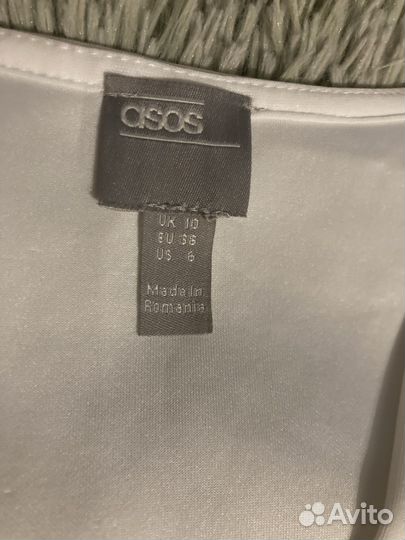 asos
UK 10
EU 38
US 6
Made in
Romania
Avito